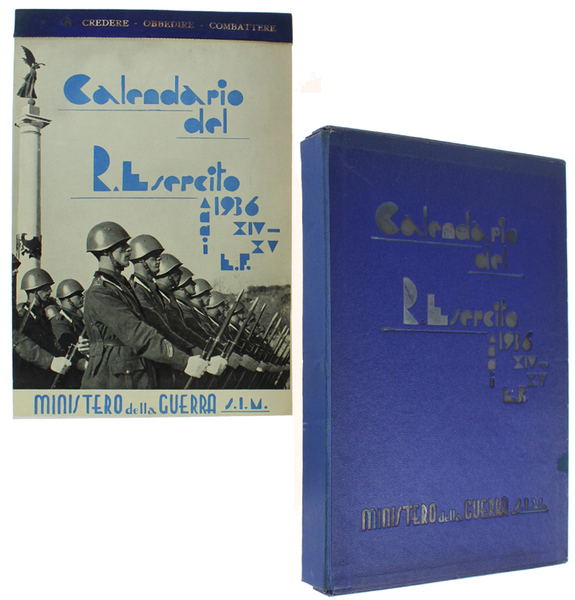 CREDERE - OBBEDIRE - COMBATTERE
Calendario
del
R. Esercito
Anni 1936
XIV-
XV
E.F.
MINISTERO della GUERRA S.I.M.
Calendario
del
R. Esercito
Anni 1936
XIV-
XV
E.F.
MINISTERO della GUERRA S.I.M.